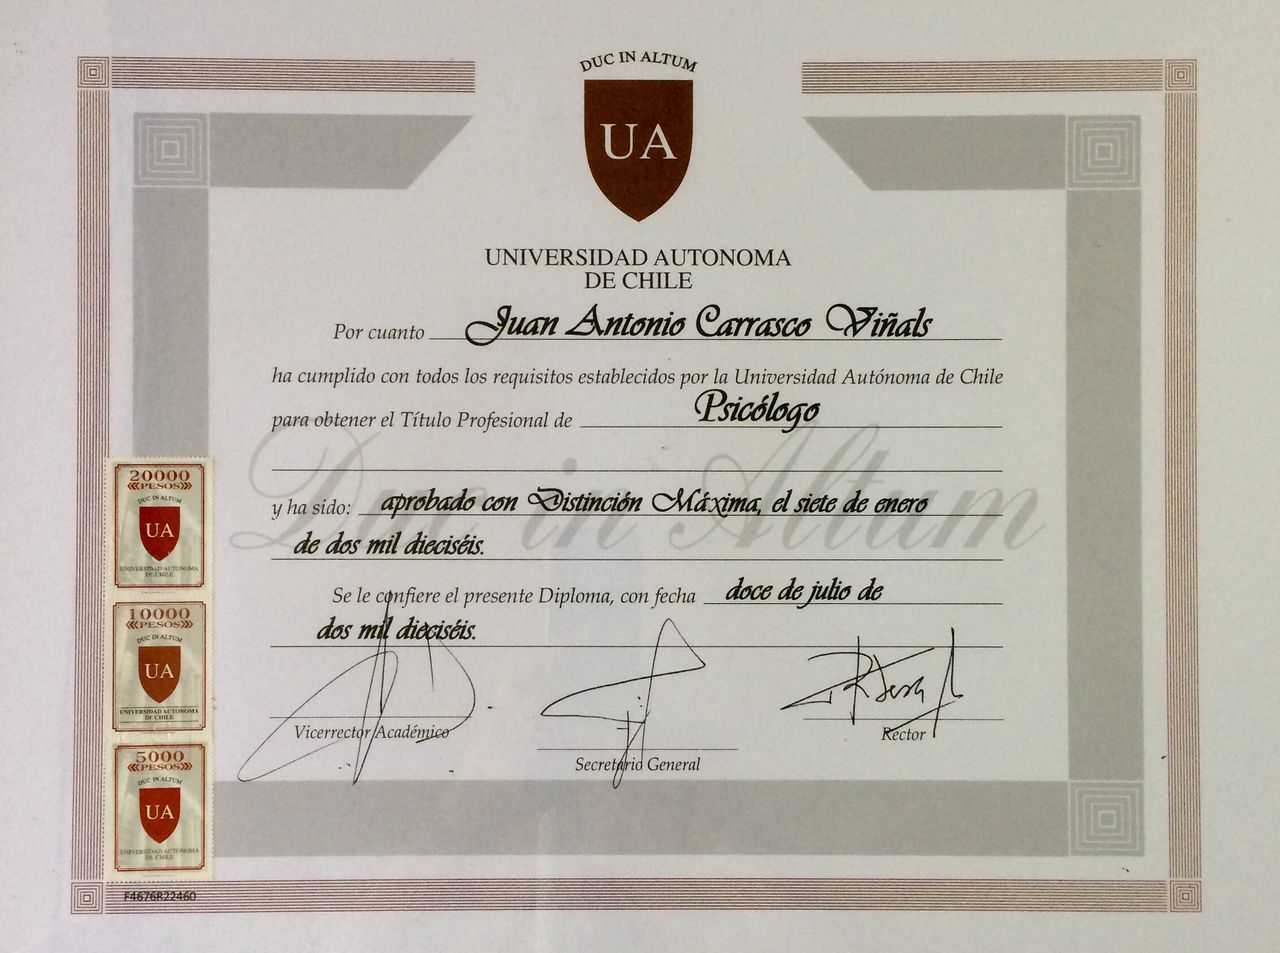 DUC IN ALTUM
UA
UNIVERSIDAD AUTONOMA
DE CHILE
Por cuanto Juan Antonio Carrasco Viñals
ha cumplido con todos los requisitos establecidos por la Universidad Autónoma de Chile
para obtener el Título Profesional de Psicólogo
Duc in Altum
y ha sido: aprobado con Distinción Máxima, el siete de enero
de dos mil dieciséis.
Se le confiere el presente Diploma, con fecha doce de julio de
dos mil dieciséis.
Vicerrector Académico
Secretario General
Rector
20000
PESOS
DUC IN ALTUM
UA
UNIVERSIDAD AUTONOMA
DE CHILE
10000
PESOS
DUC IN ALTUM
UA
UNIVERSIDAD AUTONOMA
DE CHILE
5000
PESOS
DUC IN ALTUM
UA
UNIVERSIDAD AUTONOMA
DE CHILE
F4676R22460